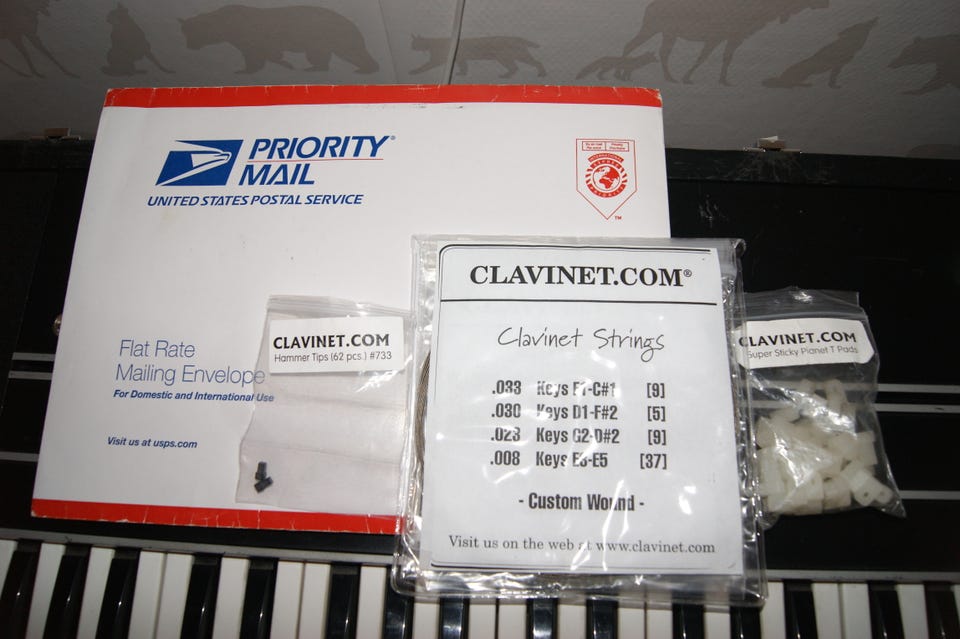 PRIORITY®
MAIL
UNITED STATES POSTAL SERVICE
TM
Flat Rate
Mailing Envelope
For Domestic and International Use
Visit us at usps.com
CLAVINET.COM
Hammer Tips (62 pcs.) #733
CLAVINET.COM®
Clavinet Strings
.033 Keys F1-C#1 [9]
.030 Keys D1-F#2 [5]
.023 Keys G2-D#2 [9]
.008 Keys E3-E5 [37]
- Custom Wound -
Visit us on the web at www.clavinet.com
CLAVINET.COM
Super Sticky Planet T Pads